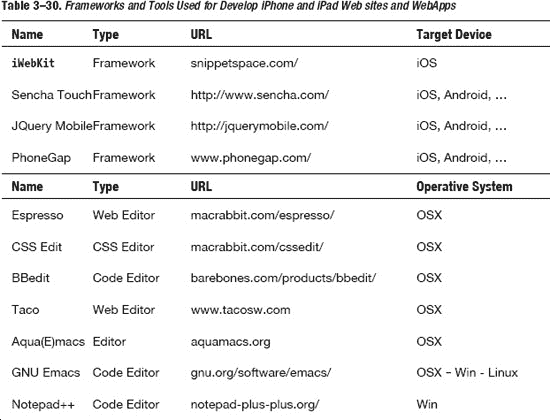 Table 3–30. Frameworks and Tools Used for Develop iPhone and iPad Web sites and WebApps
Name Type URL Target Device
iWebKit Framework snippetspace.com/ iOS
Sencha Touch Framework http://www.sencha.com/ iOS, Android, …
JQuery Mobile Framework http://jquerymobile.com/ iOS, Android, …
PhoneGap Framework www.phonegap.com/ iOS, Android, …
Name Type URL Operative System
Espresso Web Editor macrabbit.com/espresso/ OSX
CSS Edit CSS Editor macrabbit.com/cssedit/ OSX
BBedit Code Editor barebones.com/products/bbedit/ OSX
Taco Web Editor www.tacosw.com OSX
Aqua(E)macs Editor aquamacs.org OSX
GNU Emacs Code Editor gnu.org/software/emacs/ OSX – Win - Linux
Notepad++ Code Editor notepad-plus-plus.org/ Win